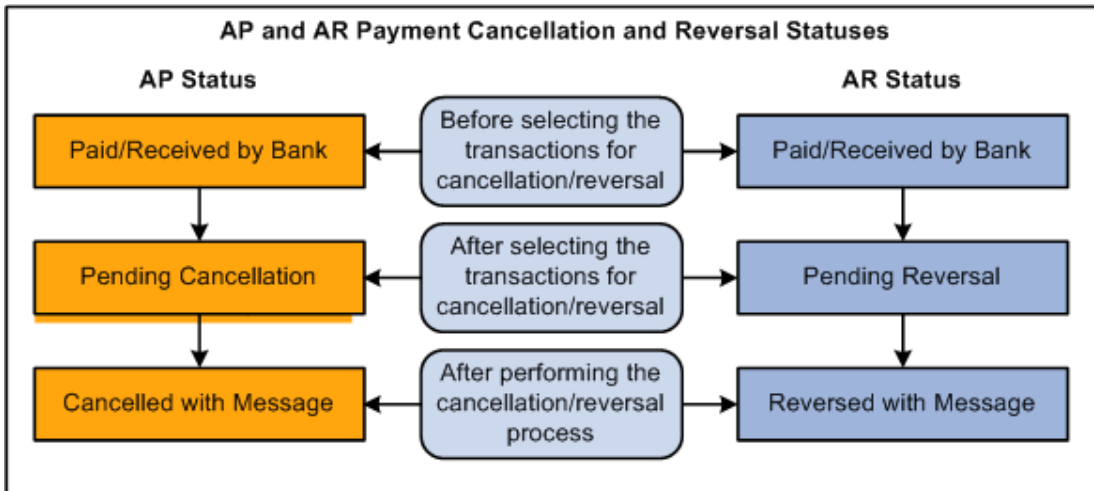 AP and AR Payment Cancellation and Reversal Statuses
AP Status
AR Status
Paid/Received by Bank
Before selecting the
transactions for
cancellation/reversal
Paid/Received by Bank
Pending Cancellation
After selecting the
transactions for
cancellation/reversal
Pending Reversal
Cancelled with Message
After performing the
cancellation/reversal
process
Reversed with Message